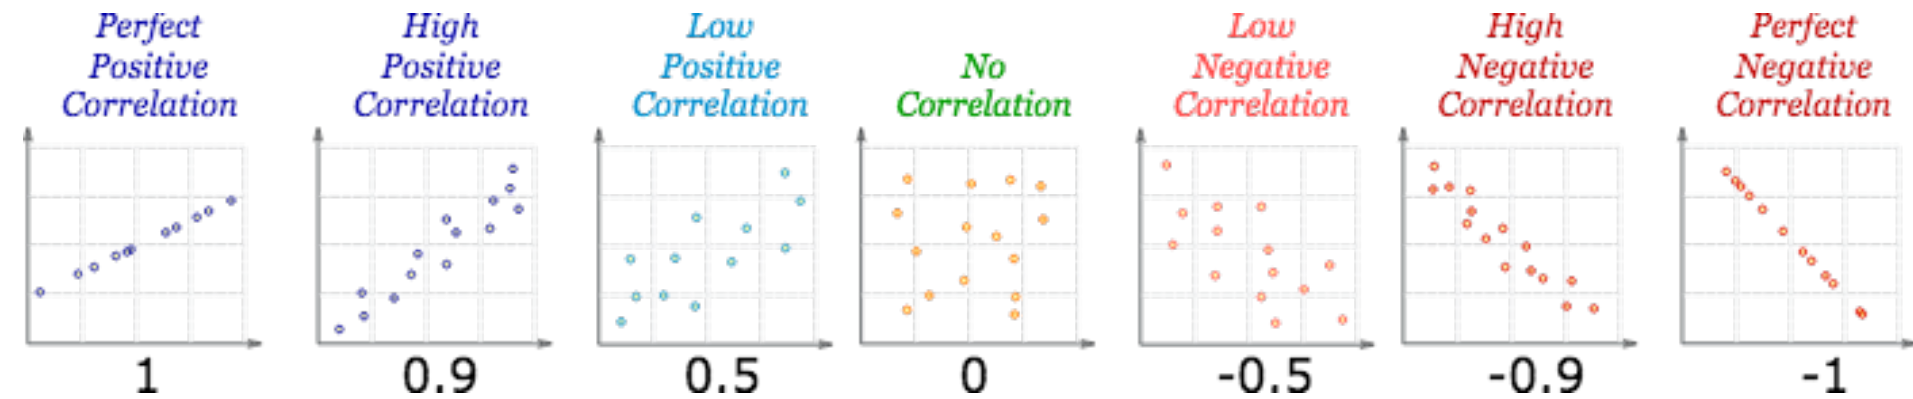 Perfect
Positive
Correlation
High
Positive
Correlation
Low
Positive
Correlation
No
Correlation
Low
Negative
Correlation
High
Negative
Correlation
Perfect
Negative
Correlation
1
0.9
0.5
0
-0.5
-0.9
-1